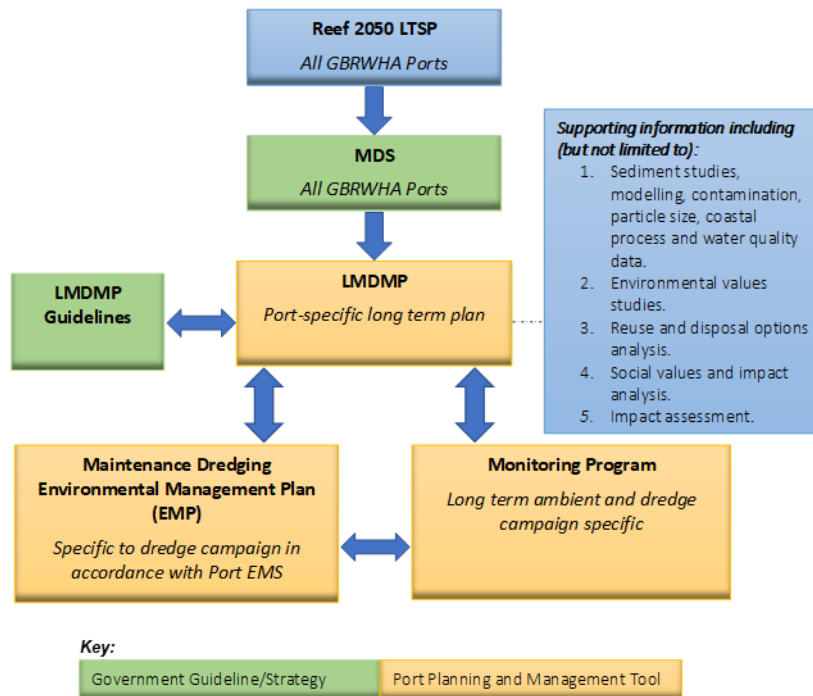 Reef 2050 LTSP
All GBRWHA Ports
MDS
All GBRWHA Ports
Supporting information including
(but not limited to):
1. Sediment studies,
modelling, contamination,
particle size, coastal
process and water quality
data.
2. Environmental values
studies.
3. Reuse and disposal options
analysis.
4. Social values and impact
analysis.
5. Impact assessment.
LMDMP
Guidelines
LMDMP
Port-specific long term plan
Maintenance Dredging
Environmental Management Plan
(EMP)
Specific to dredge campaign in
accordance with Port EMS
Monitoring Program
Long term ambient and dredge
campaign specific
Key:
Government Guideline/Strategy
Port Planning and Management Tool